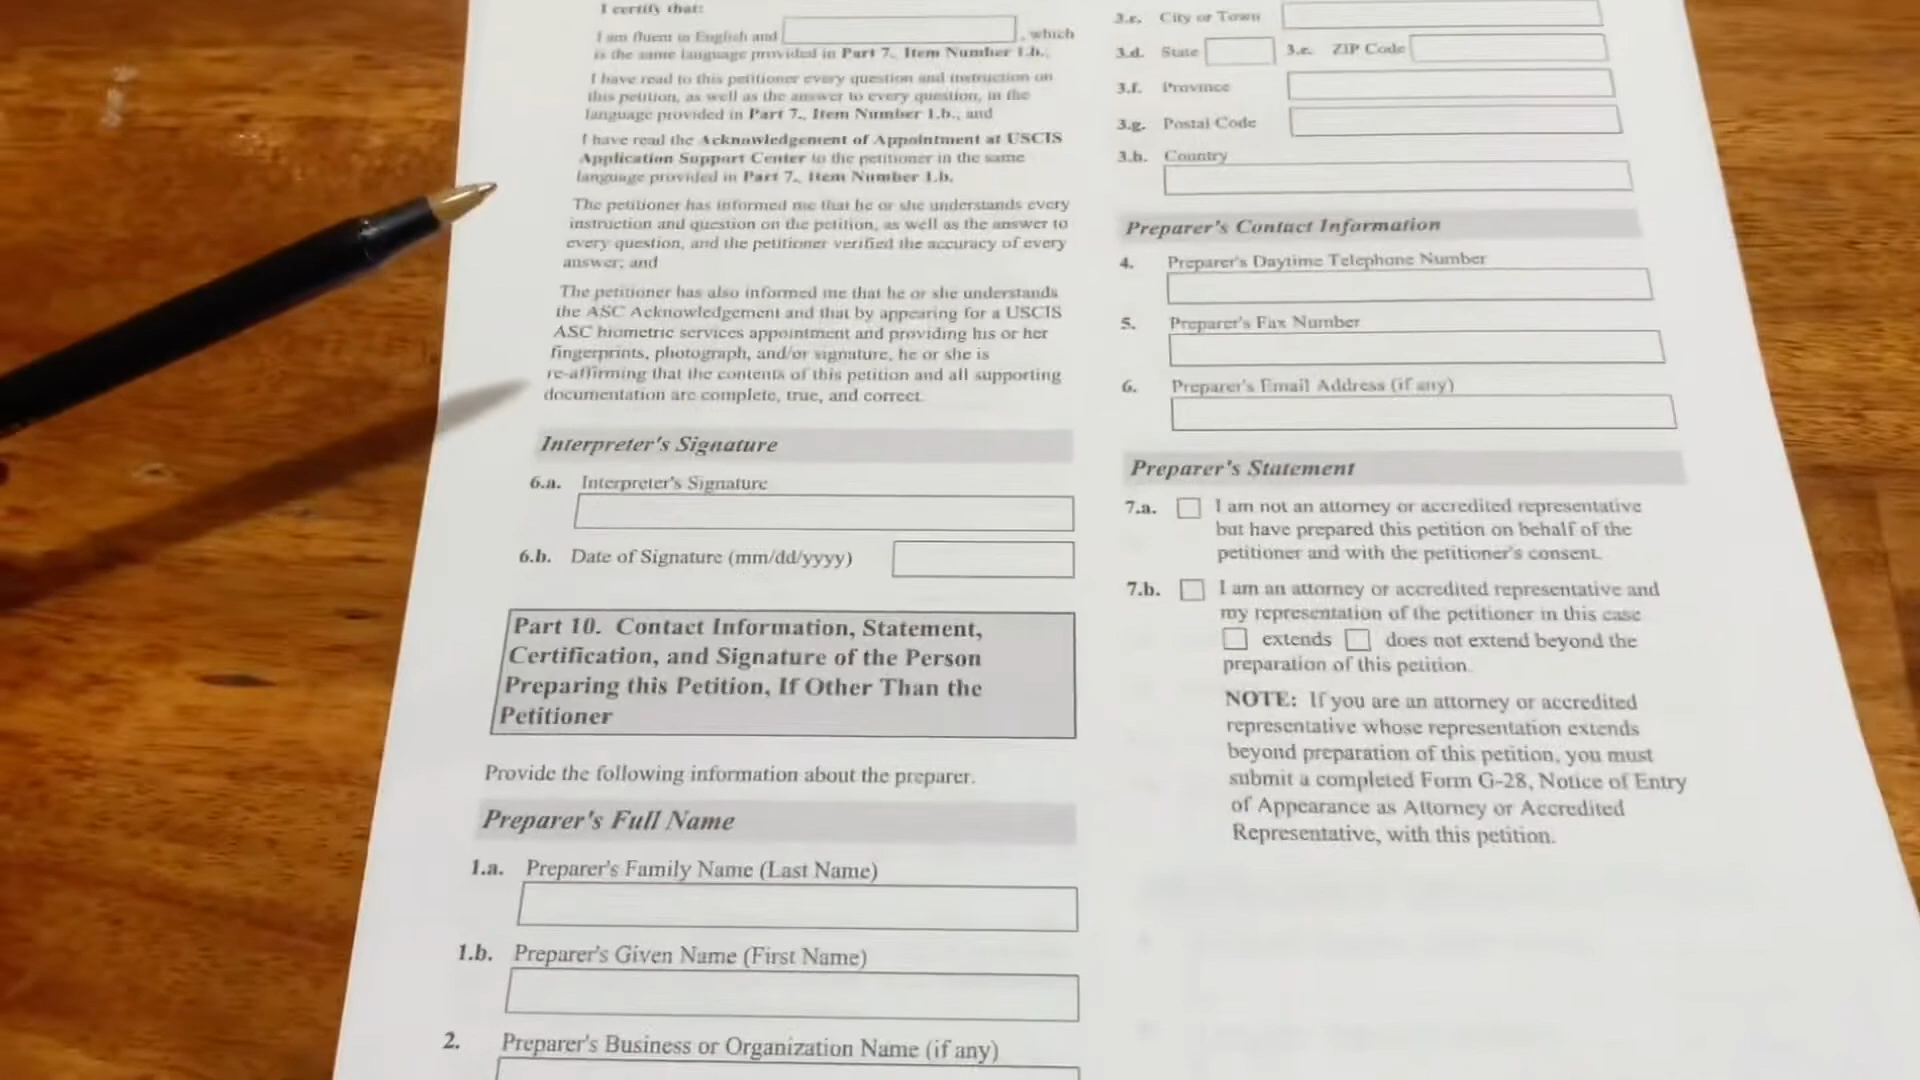 I certify that:
I am fluent in English and , which
is the same language provided in Part 7., Item Number 1.b.,
I have read to this petitioner every question and instruction on
this petition, as well as the answer to every question, in the
language provided in Part 7., Item Number 1.b., and
I have read the Acknowledgement of Appointment at USCIS
Application Support Center to the petitioner in the same
language provided in Part 7., Item Number 1.b.
The petitioner has informed me that he or she understands every
instruction and question on the petition, as well as the answer to
every question, and the petitioner verified the accuracy of every
answer; and
The petitioner has also informed me that he or she understands
the ASC Acknowledgement and that by appearing for a USCIS
ASC biometric services appointment and providing his or her
fingerprints, photograph, and/or signature, he or she is
re-affirming that the contents of this petition and all supporting
documentation are complete, true, and correct.
Interpreter's Signature
6.a. Interpreter's Signature
6.b. Date of Signature (mm/dd/yyyy)
Part 10. Contact Information, Statement,
Certification, and Signature of the Person
Preparing this Petition, If Other Than the
Petitioner
Provide the following information about the preparer.
Preparer's Full Name
1.a. Preparer's Family Name (Last Name)
1.b. Preparer's Given Name (First Name)
2. Preparer's Business or Organization Name (if any)
3.c. City or Town
3.d. State 3.e. ZIP Code
3.f. Province
3.g. Postal Code
3.h. Country
Preparer's Contact Information
4. Preparer's Daytime Telephone Number
5. Preparer's Fax Number
6. Preparer's Email Address (if any)
Preparer's Statement
7.a. I am not an attorney or accredited representative
but have prepared this petition on behalf of the
petitioner and with the petitioner's consent.
7.b. I am an attorney or accredited representative and
my representation of the petitioner in this case
extends does not extend beyond the
preparation of this petition.
NOTE: If you are an attorney or accredited
representative whose representation extends
beyond preparation of this petition, you must
submit a completed Form G-28, Notice of Entry
of Appearance as Attorney or Accredited
Representative, with this petition.